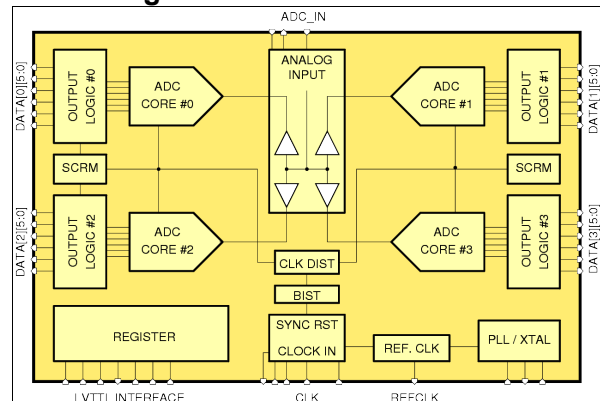 ADC_IN
ANALOG
INPUT
OUTPUT
LOGIC #0
ADC
CORE #0
ADC
CORE #1
OUTPUT
LOGIC #1
DATA[0][5:0]
DATA[1][5:0]
SCRM
SCRM
OUTPUT
LOGIC #2
ADC
CORE #2
ADC
CORE #3
OUTPUT
LOGIC #3
DATA[2][5:0]
DATA[3][5:0]
CLK DIST
BIST
SYNC RST
CLOCK IN
REGISTER
REF. CLK
PLL / XTAL
LVTTL INTERFACE
CLK
REFCLK